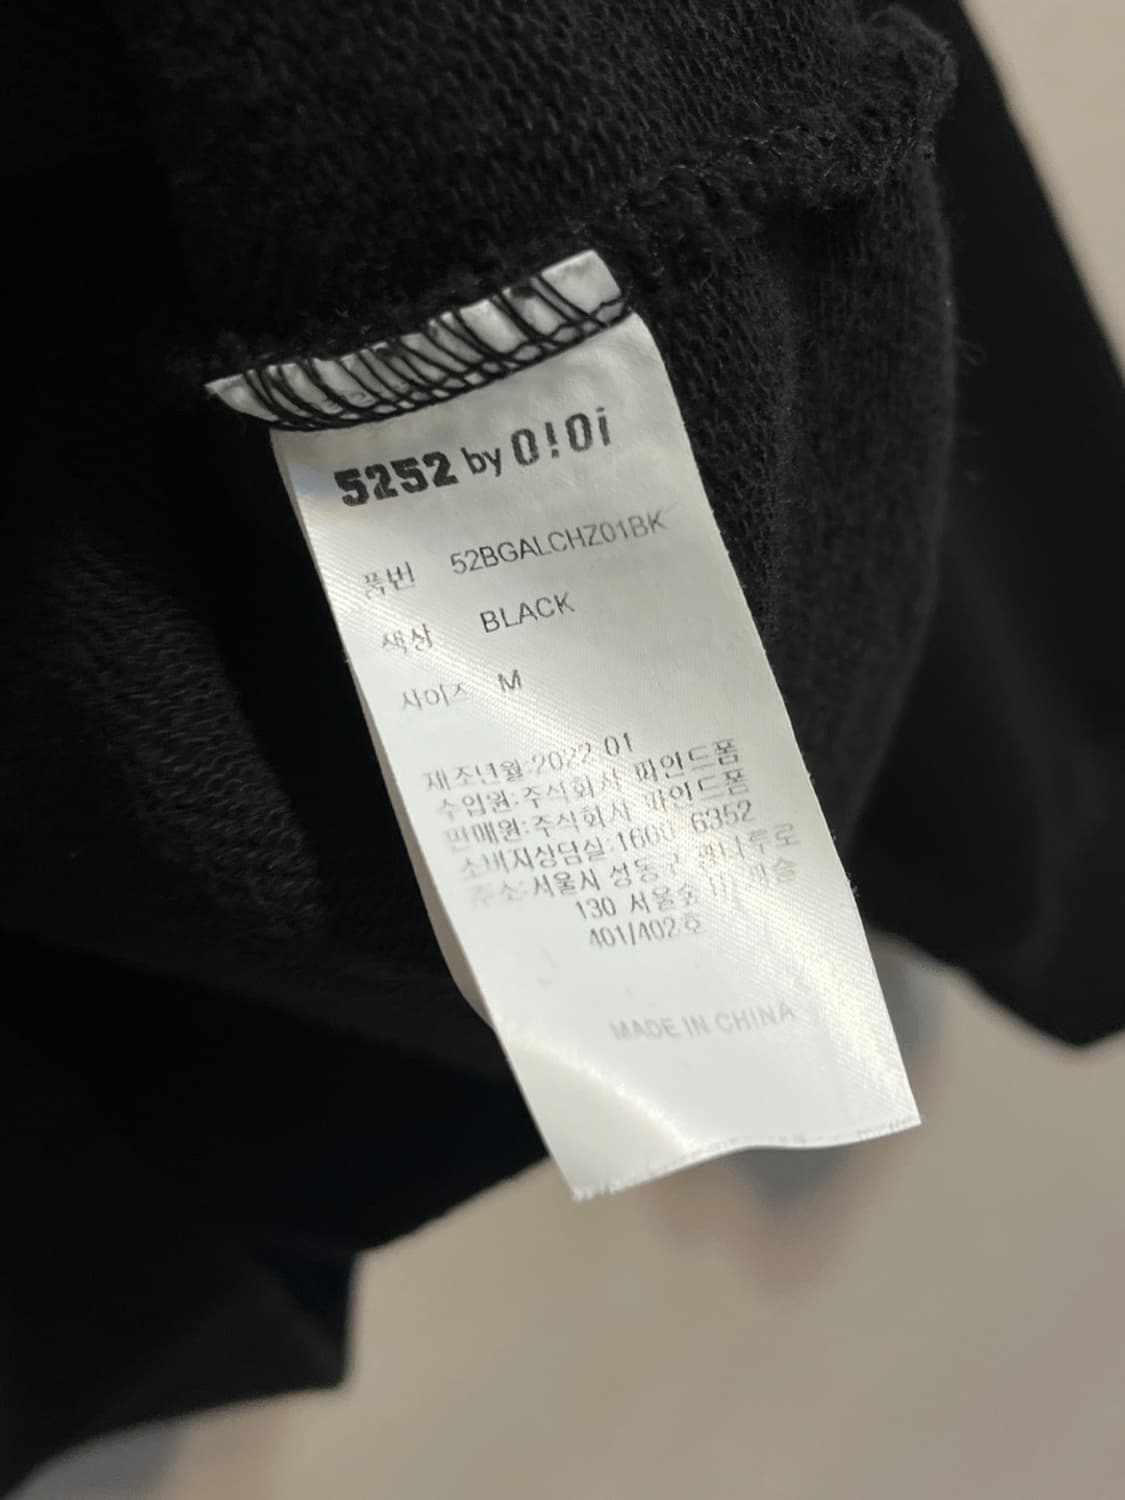 5252 by O!Oi
품번 52BGALCHZ01BK
색상 BLACK
사이즈 M
제조년월:2022.01
수입원:주식회사 파인드폼
판매원:주식회사 파인드폼
소비자상담실:1600 6352
주소:서울시 성동구
130 서울숲
401/402호
MADE IN CHINA